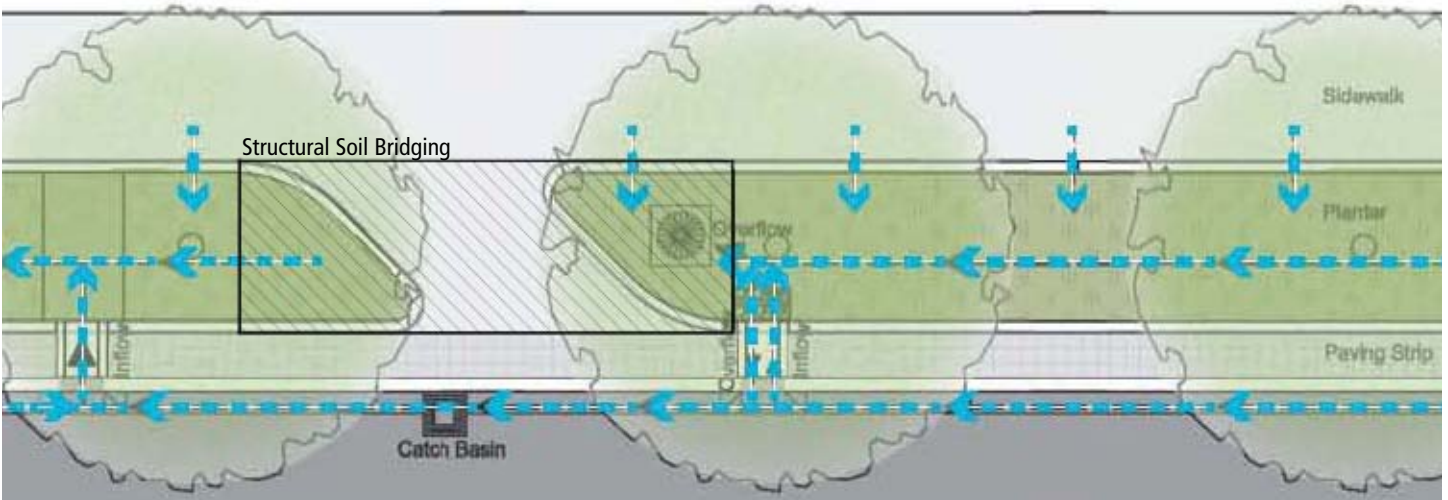 Sidewalk
Structural Soil Bridging
Planter
Overflow
Inflow
Overflow
Inflow
Paving Strip
Catch Basin